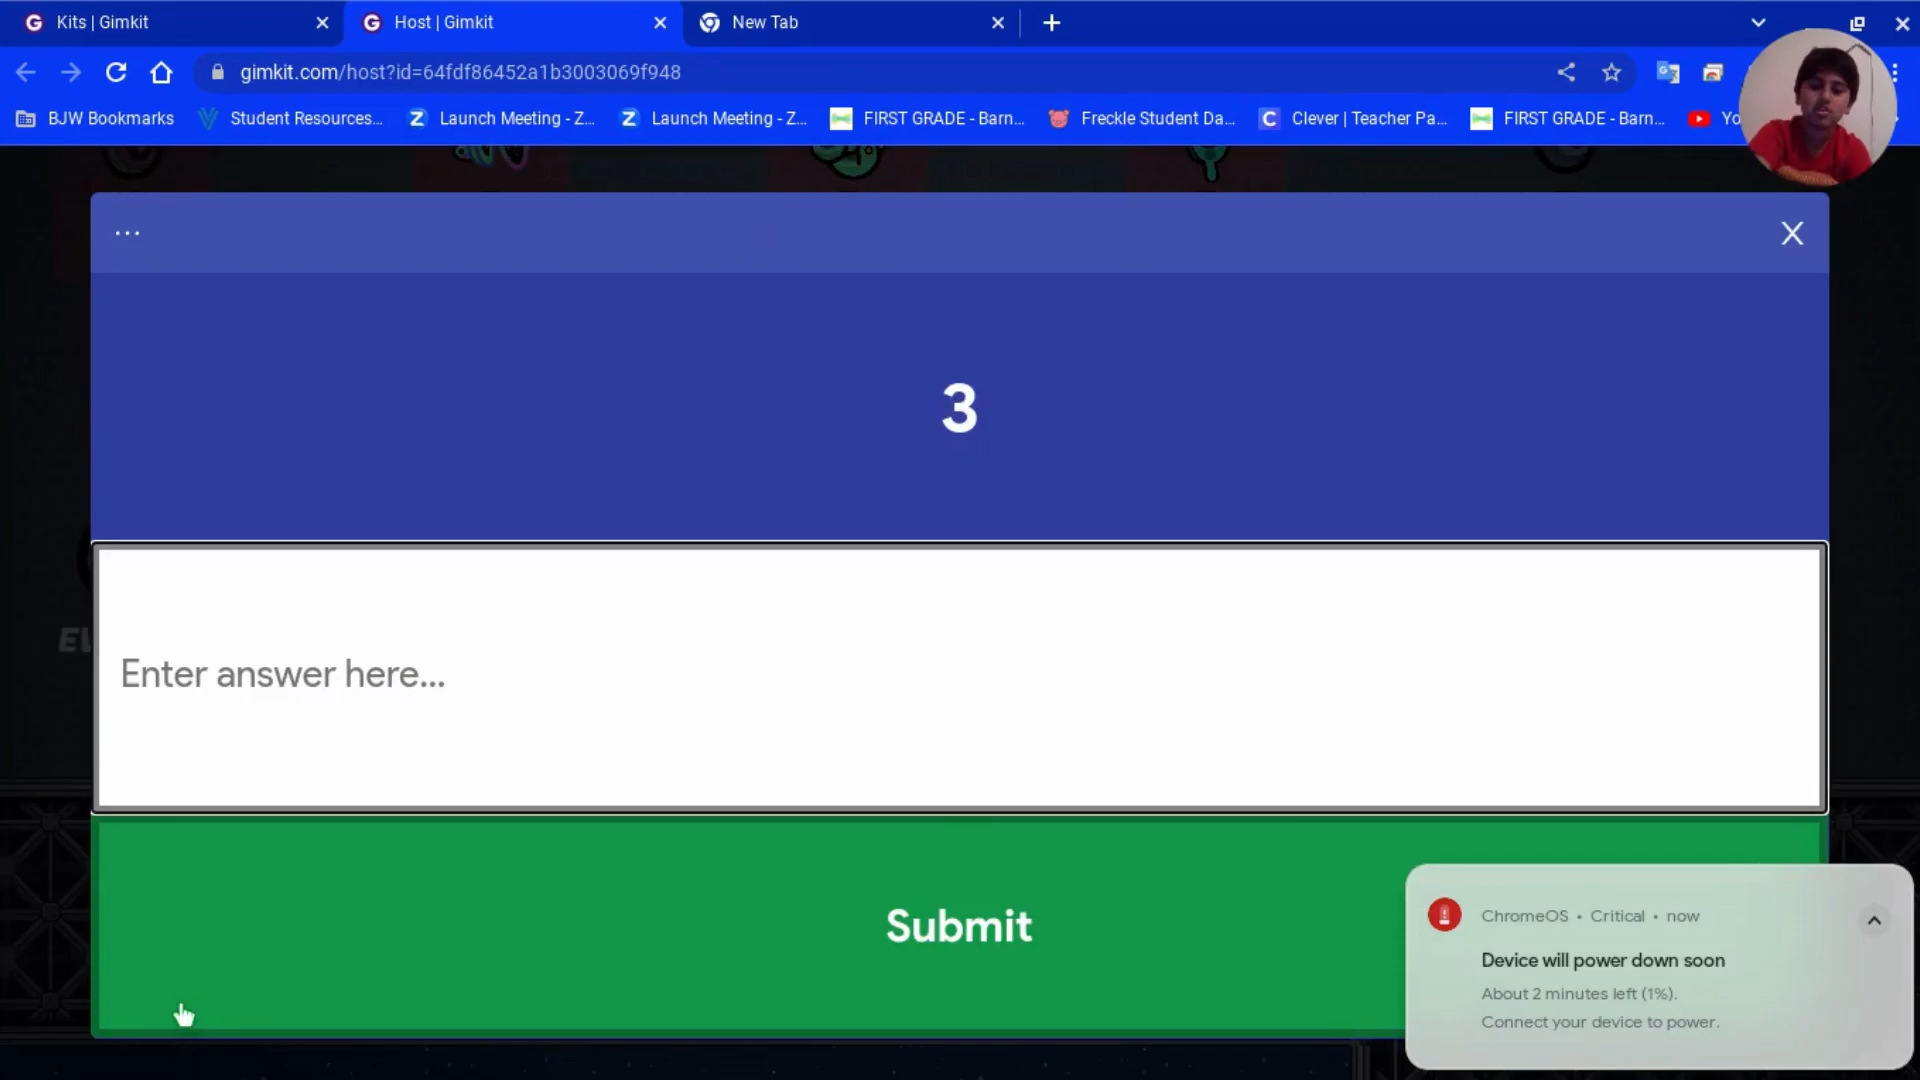 Kits | Gimkit
Host | Gimkit
New Tab
gimkit.com/host?id=64fdf86452a1b3003069f948
BJW Bookmarks
Student Resources...
Launch Meeting - Z...
Launch Meeting - Z...
FIRST GRADE - Barn...
Freckle Student Da...
Clever | Teacher Pa...
FIRST GRADE - Barn...
Yo
...
X
3
Enter answer here...
Submit
ChromeOS • Critical • now
Device will power down soon
About 2 minutes left (1%).
Connect your device to power.